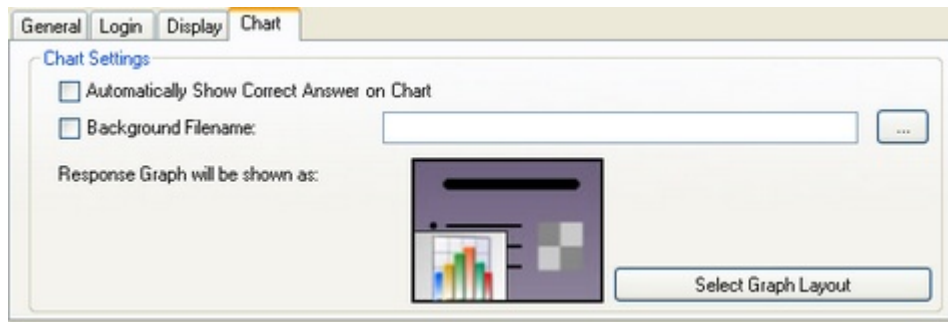 General Login Display Chart
Chart Settings
Automatically Show Correct Answer on Chart
Background Filename: ...
Response Graph will be shown as:
Select Graph Layout